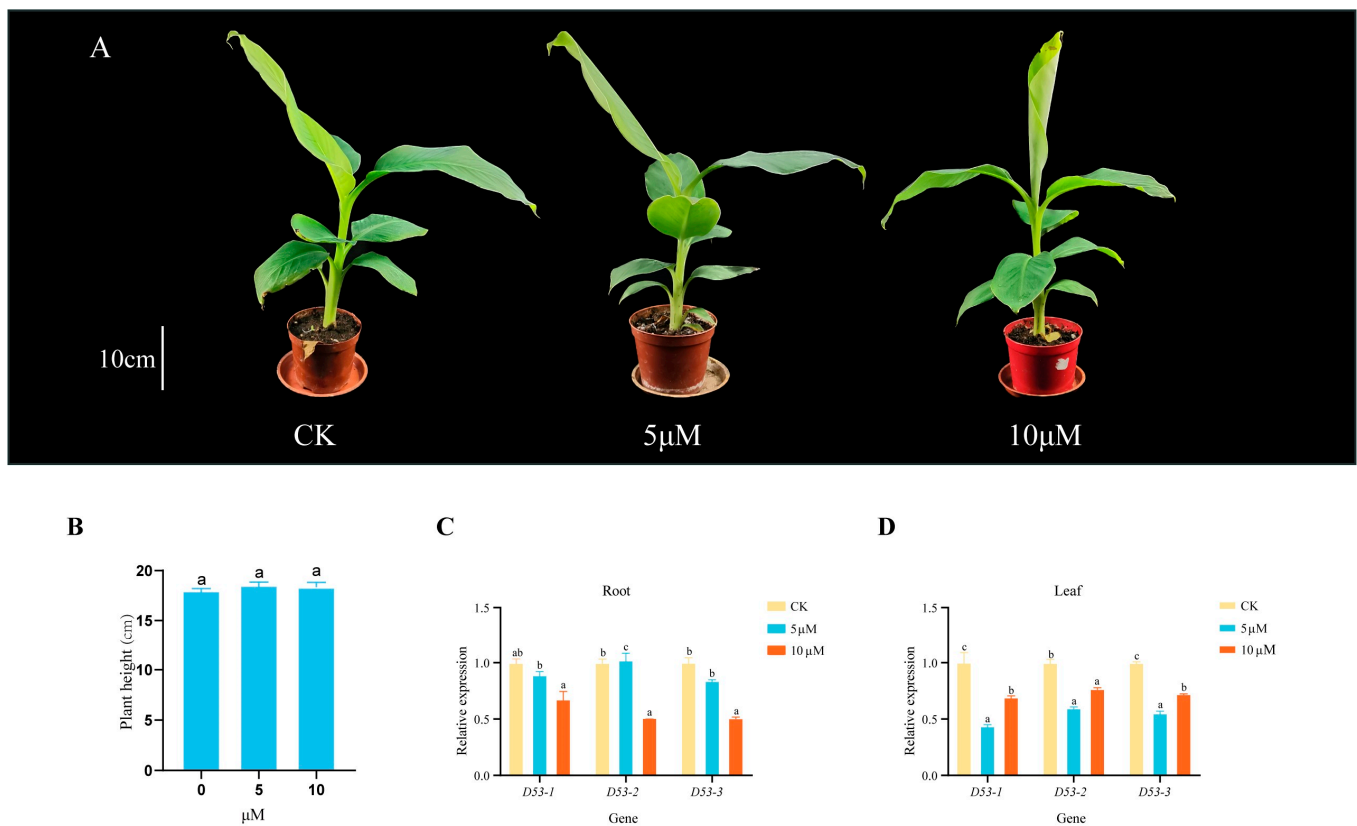 A
10cm
CK
5μM
10μM
B
20
15
10
5
0
Plant height (cm)
a
a
a
0
5
10
μM
C
Root
1.5
1.0
0.5
0.0
Relative expression
ab
b
a
b
c
a
b
b
a
D53-1
D53-2
D53-3
Gene
CK
5μM
10 μM
D
Leaf
1.5
1.0
0.5
0.0
Relative expression
c
a
b
b
a
a
c
a
b
D53-1
D53-2
D53-3
Gene
CK
5μM
10 μM